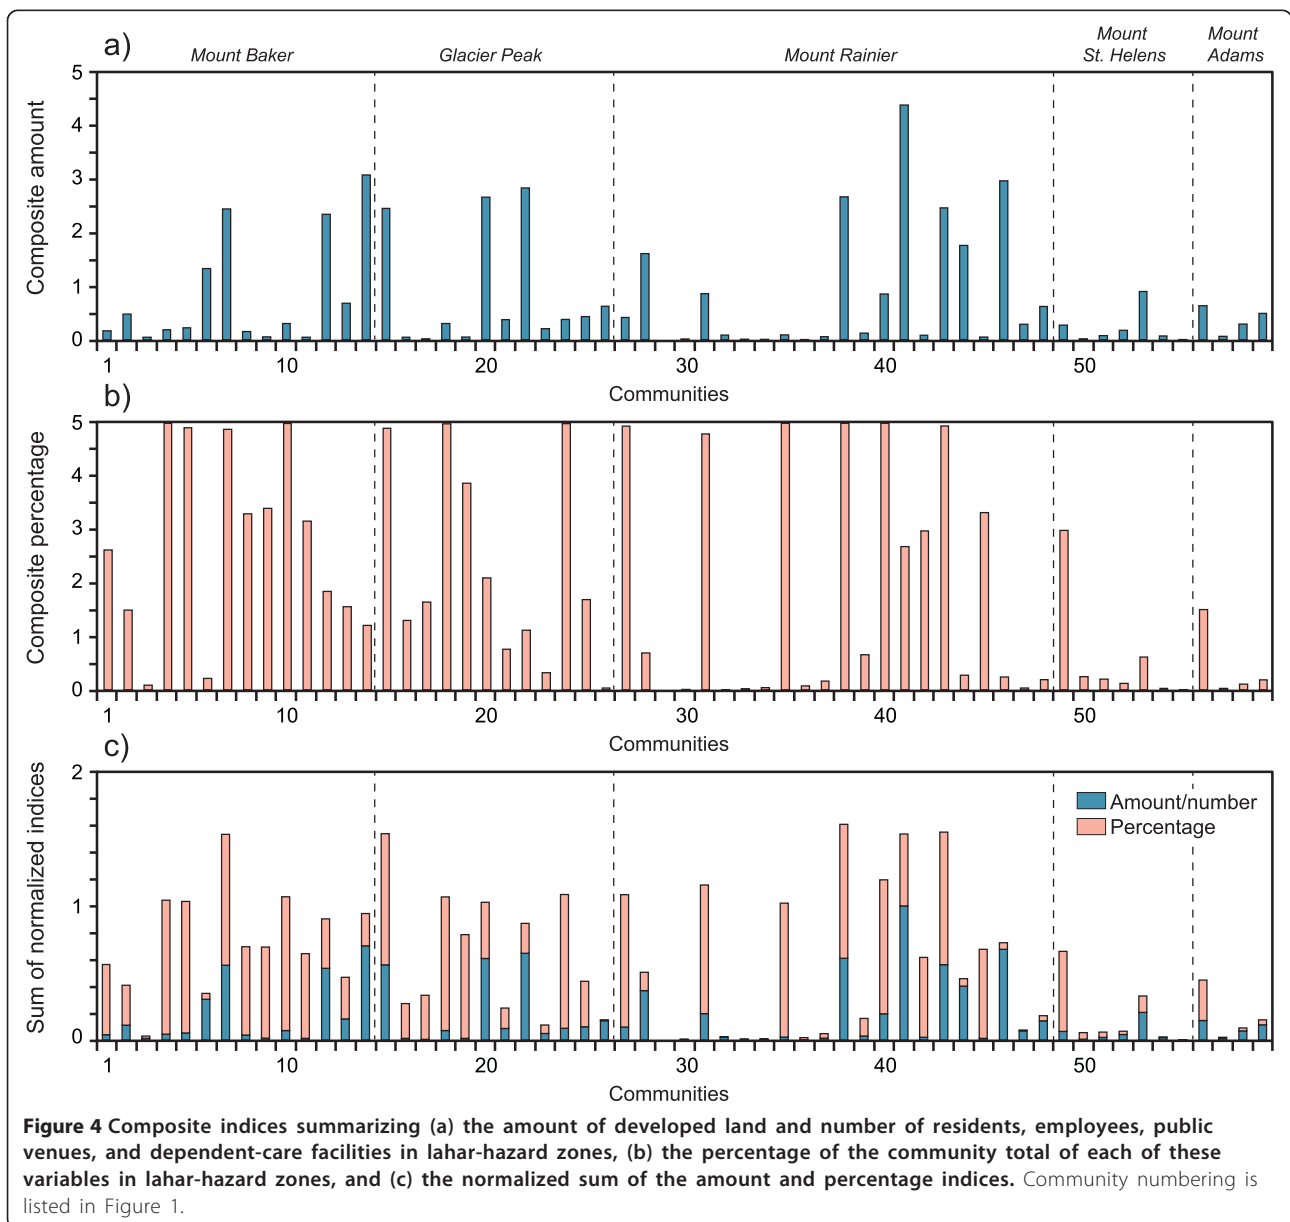 a)
Mount Baker
Glacier Peak
Mount Rainier
Mount
St. Helens
Mount
Adams
Composite amount
5
4
3
2
1
0
1
10
20
30
40
50
Communities
b)
Composite percentage
5
4
3
2
1
0
1
10
20
30
40
50
Communities
c)
Sum of normalized indices
2
1
0
Amount/number
Percentage
1
10
20
30
40
50
Communities
Figure 4 Composite indices summarizing (a) the amount of developed land and number of residents, employees, public
venues, and dependent-care facilities in lahar-hazard zones, (b) the percentage of the community total of each of these
variables in lahar-hazard zones, and (c) the normalized sum of the amount and percentage indices. Community numbering is
listed in Figure 1.